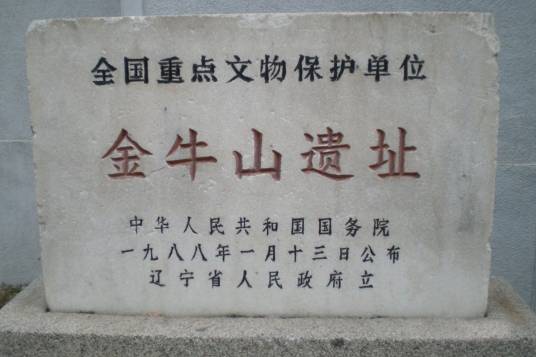 全国重点文物保护单位
金牛山遗址
中华人民共和国国务院
一九八八年一月十三日公布
辽宁省人民政府立